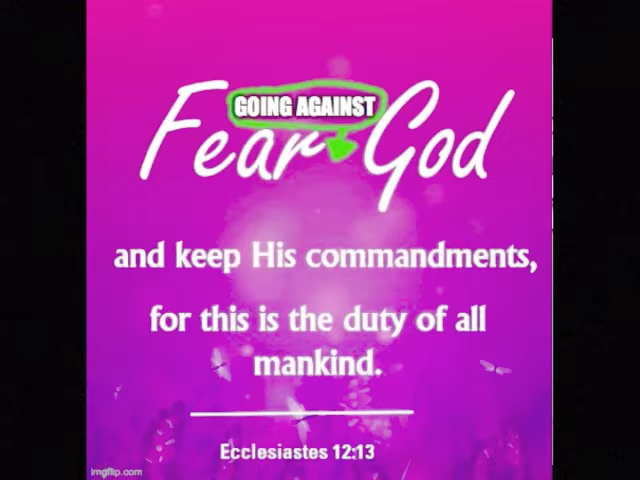 GOING AGAINST
Fear God
and keep His commandments,
for this is the duty of all
mankind.
Ecclesiastes 12:13
imgflip.com